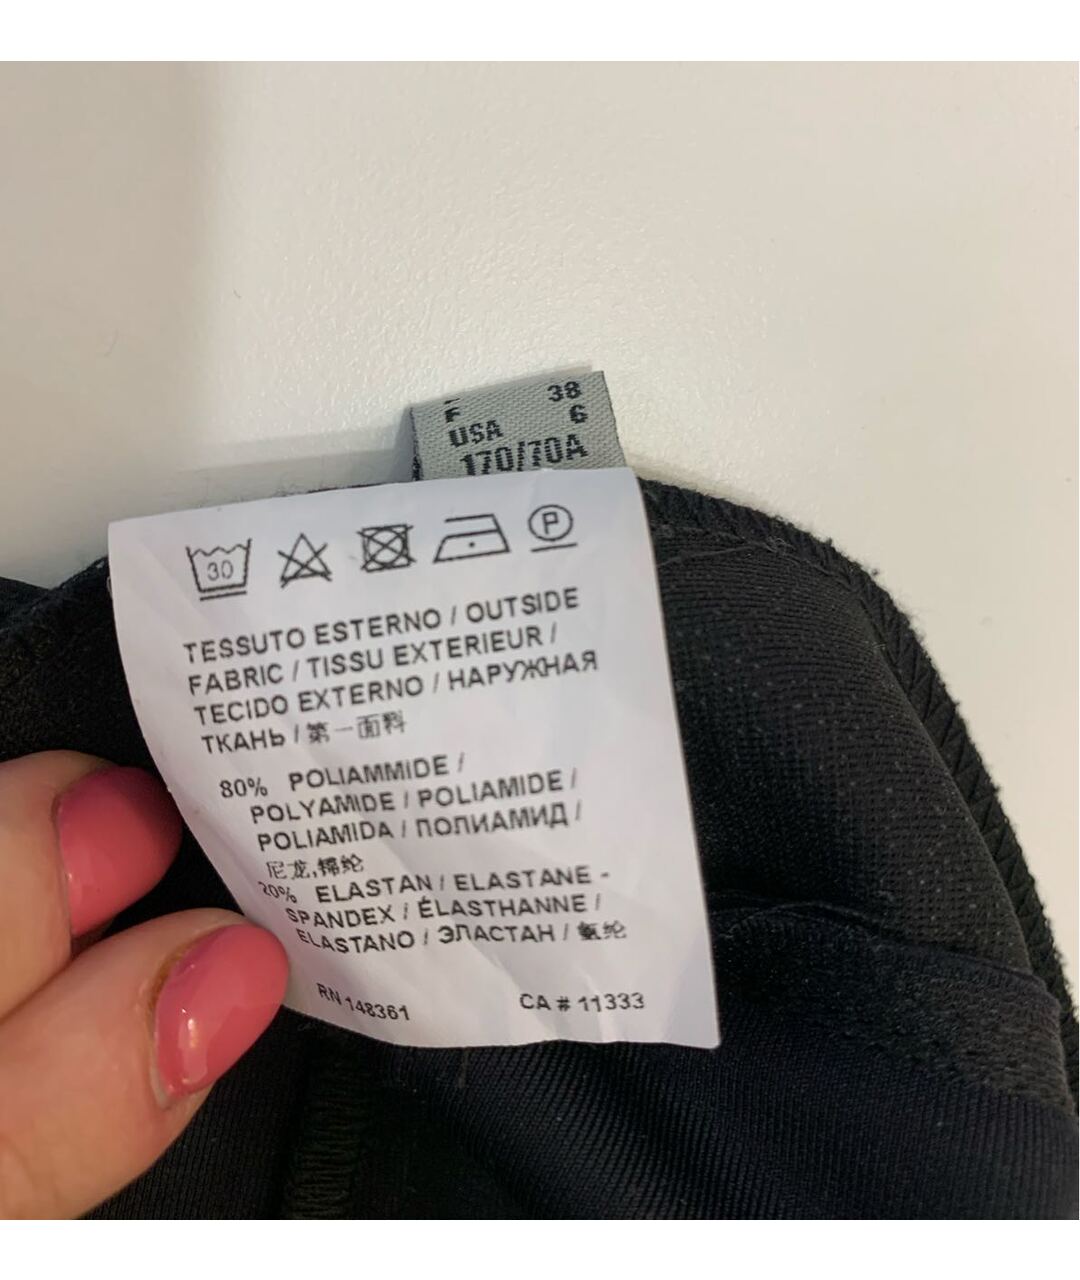 F 38
USA 6
170/70A
30
P
TESSUTO ESTERNO / OUTSIDE
FABRIC / TISSU EXTERIEUR /
TECIDO EXTERNO / НАРУЖНАЯ
ТКАНЬ / 第一面料
80% POLIAMMIDE /
POLYAMIDE / POLIAMIDE /
POLIAMIDA / ПОЛИАМИД /
尼龙,锦纶
20% ELASTAN / ELASTANE -
SPANDEX / ÉLASTHANNE /
ELASTANO / ЭЛАСТАН / 氨纶
RN 148361 CA # 11333